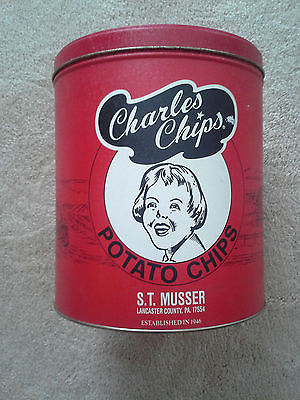 Charles
Chips.
POTATO CHIPS
S.T. MUSSER
LANCASTER COUNTY, PA. 17554
ESTABLISHED IN 1946